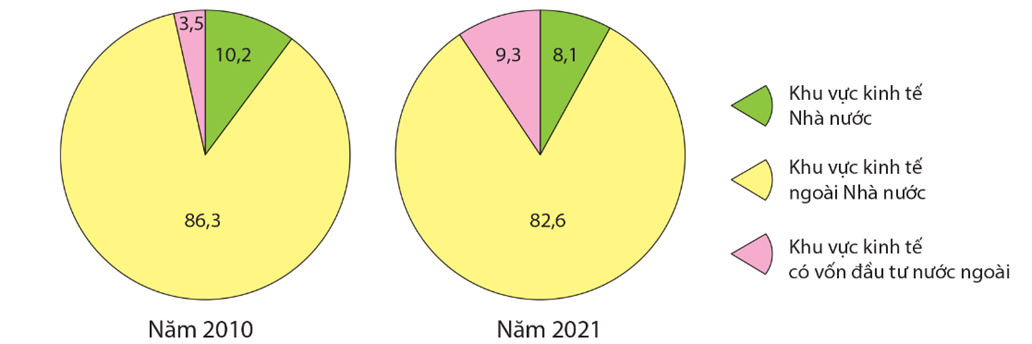 3,5
10,2
86,3
Năm 2010
9,3
8,1
82,6
Năm 2021
Khu vực kinh tế
Nhà nước
Khu vực kinh tế
ngoài Nhà nước
Khu vực kinh tế
có vốn đầu tư nước ngoài